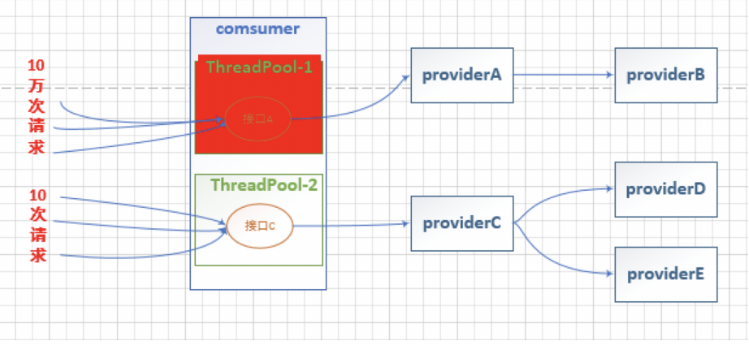 comsumer
ThreadPool-1
10
万
次
请
求
接口A
providerA
providerB
ThreadPool-2
10
次
请
求
接口C
providerC
providerD
providerE